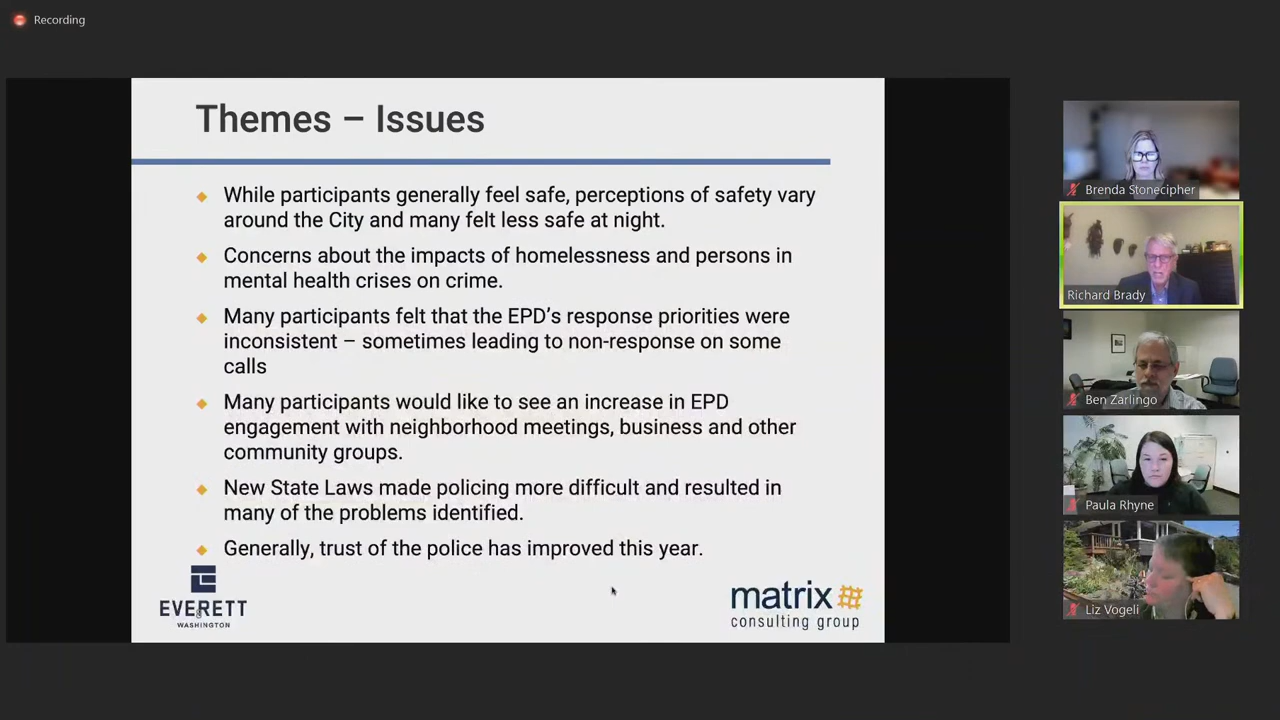 Recording
Themes – Issues
While participants generally feel safe, perceptions of safety vary
around the City and many felt less safe at night.
Concerns about the impacts of homelessness and persons in
mental health crises on crime.
Many participants felt that the EPD’s response priorities were
inconsistent – sometimes leading to non-response on some
calls
Many participants would like to see an increase in EPD
engagement with neighborhood meetings, business and other
community groups.
New State Laws made policing more difficult and resulted in
many of the problems identified.
Generally, trust of the police has improved this year.
EVERETT
WASHINGTON
matrix
consulting group
Brenda Stonecipher
Richard Brady
Ben Zarlingo
Paula Rhyne
Liz Vogeli